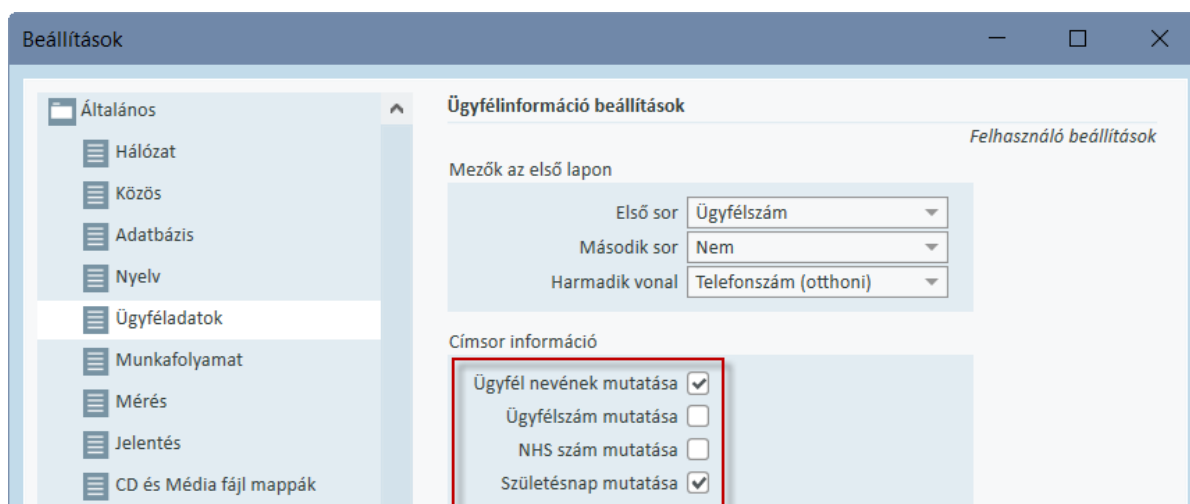 Beállítások
Általános
Hálózat
Közös
Adatbázis
Nyelv
Ügyféladatok
Munkafolyamat
Mérés
Jelentés
CD és Média fájl mappák
Ügyfélinformáció beállítások
Felhasználó beállítások
Mezők az első lapon
Első sor Ügyfélszám
Második sor Nem
Harmadik vonal Telefonszám (otthoni)
Címsor információ
Ügyfél nevének mutatása
Ügyfélszám mutatása
NHS szám mutatása
Születésnap mutatása